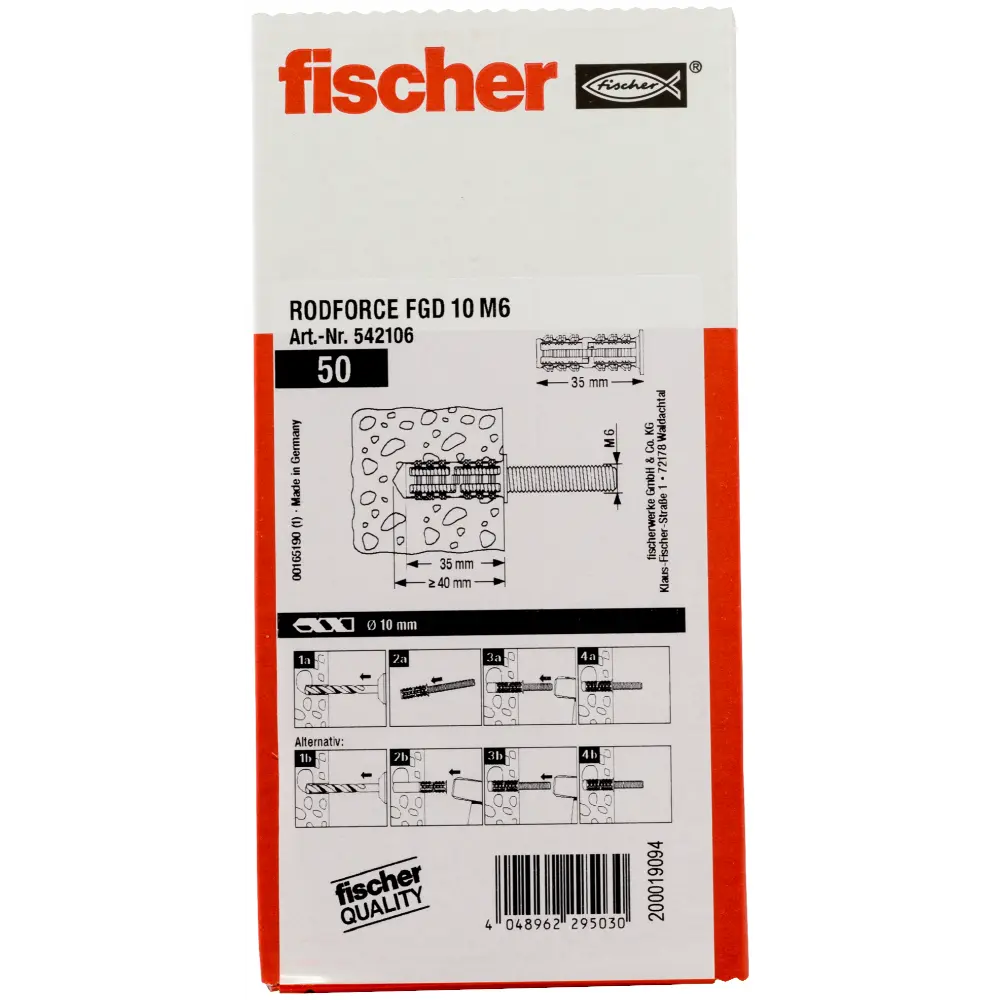 fischer
fischer®
RODFORCE FGD 10 M6
Art.-Nr. 542106
50
35 mm
M 6
35 mm
≥ 40 mm
00165190 (1) · Made in Germany
fischerwerke GmbH & Co. KG
Klaus-Fischer-Straße 1 • 72178 Waldachtal
Ø 10 mm
1a
2a
3a
4a
Alternativ:
1b
2b
3b
4b
fischer
QUALITY
4 048962 295030
200019094